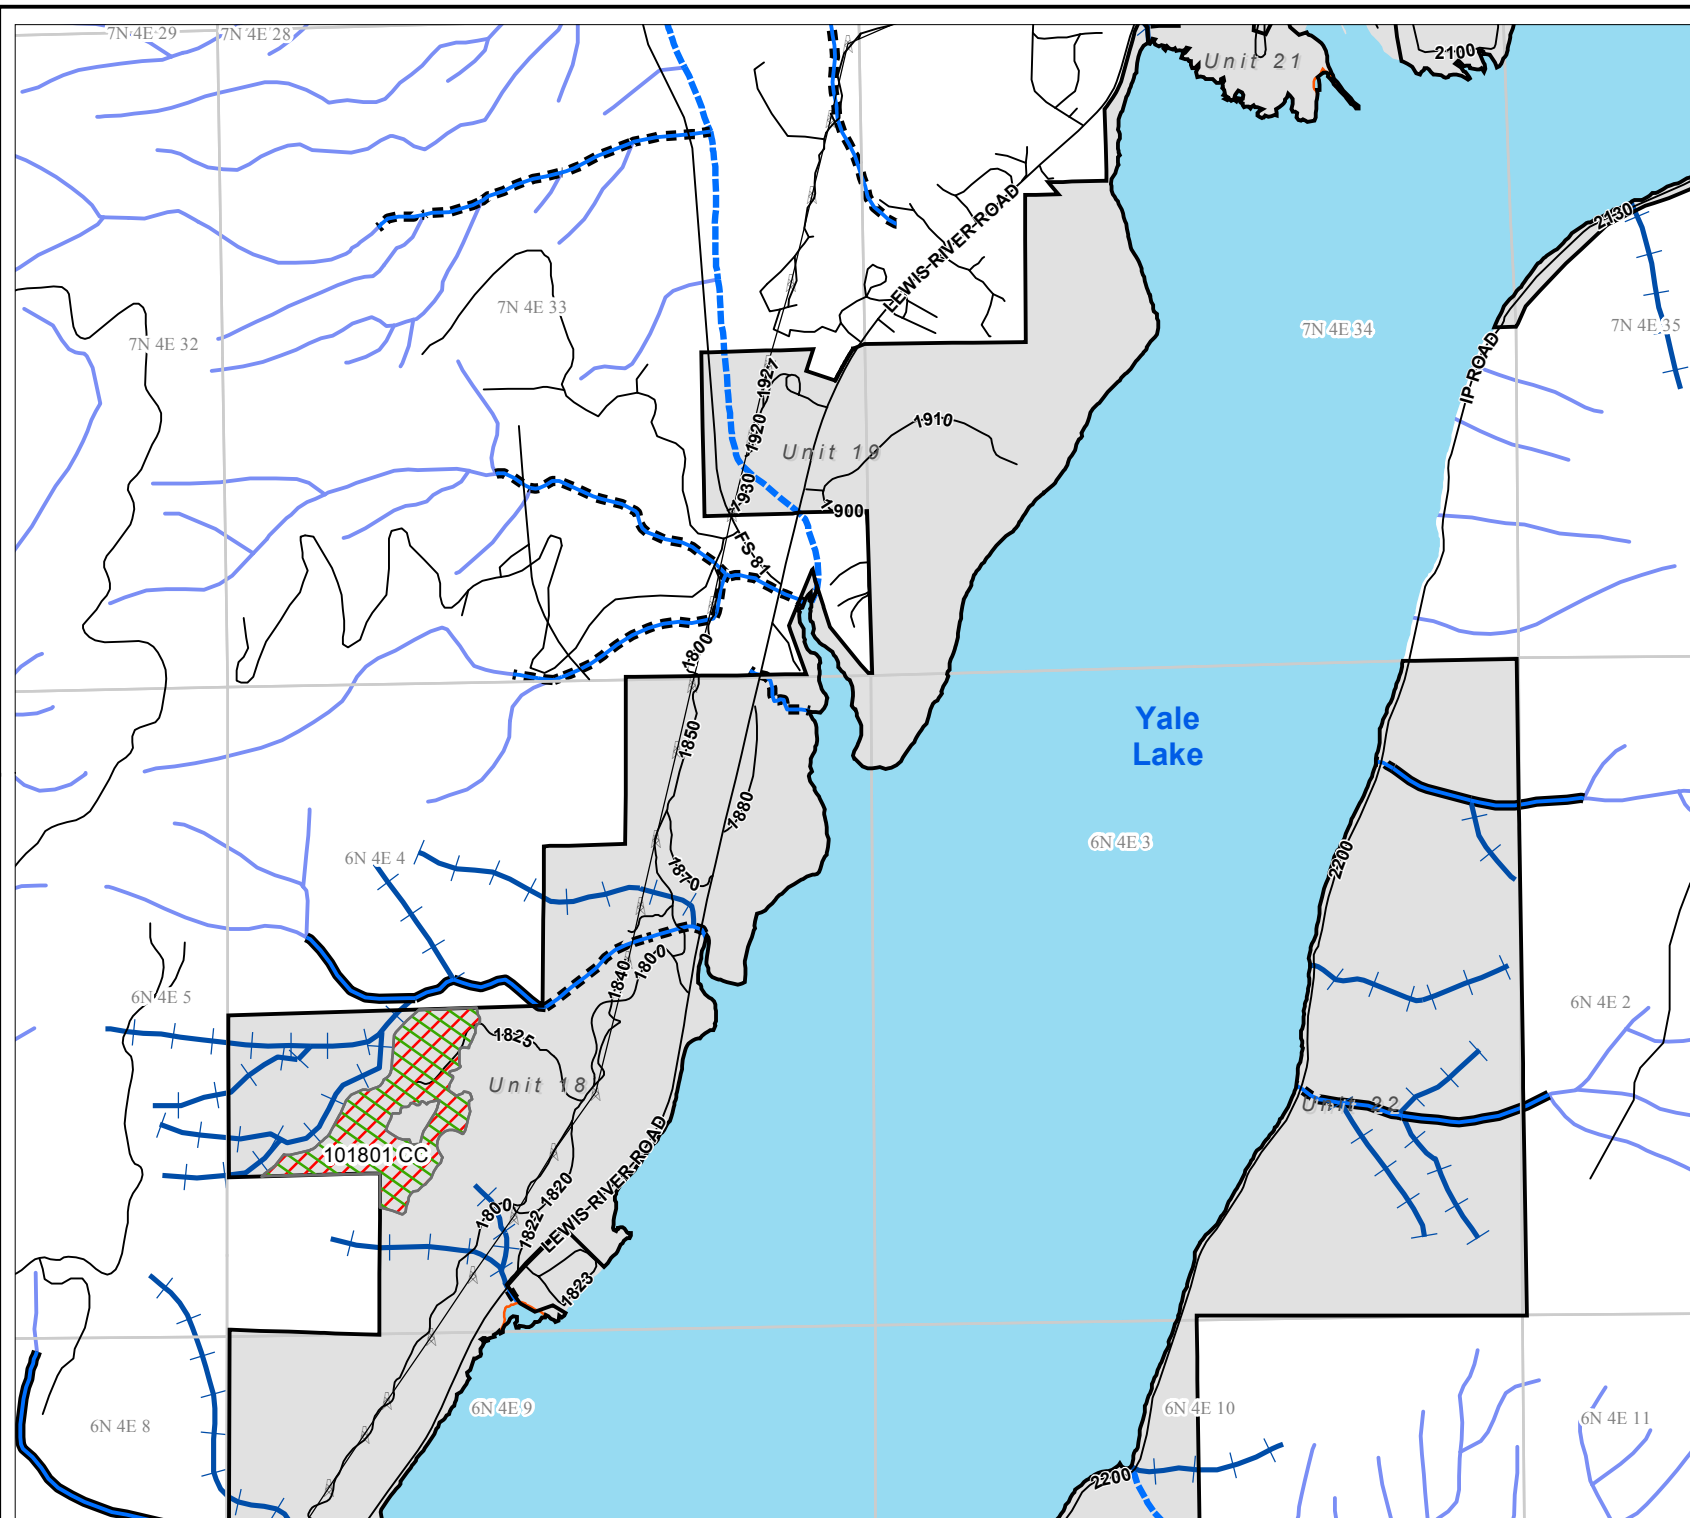 7N 4E 29
7N 4E 28
Unit 21
2100
LEWIS-RIVER-ROAD
2130
7N 4E 33
7N 4E 32
7N 4E 34
7N 4E 35
IP-ROAD
1927
1920
Unit 19
1910
1930
1900
FS-81
1800
1850
Yale
Lake
1880
6N 4E 4
1870
6N 4E 3
2200
1840
1800
6N 4E 5
6N 4E 2
1825
Unit 18
Unit 22
101801 CC
LEWIS-RIVER-ROAD
1800
1822
1820
1823
6N 4E 8
6N 4E 9
6N 4E 10
6N 4E 11
2200